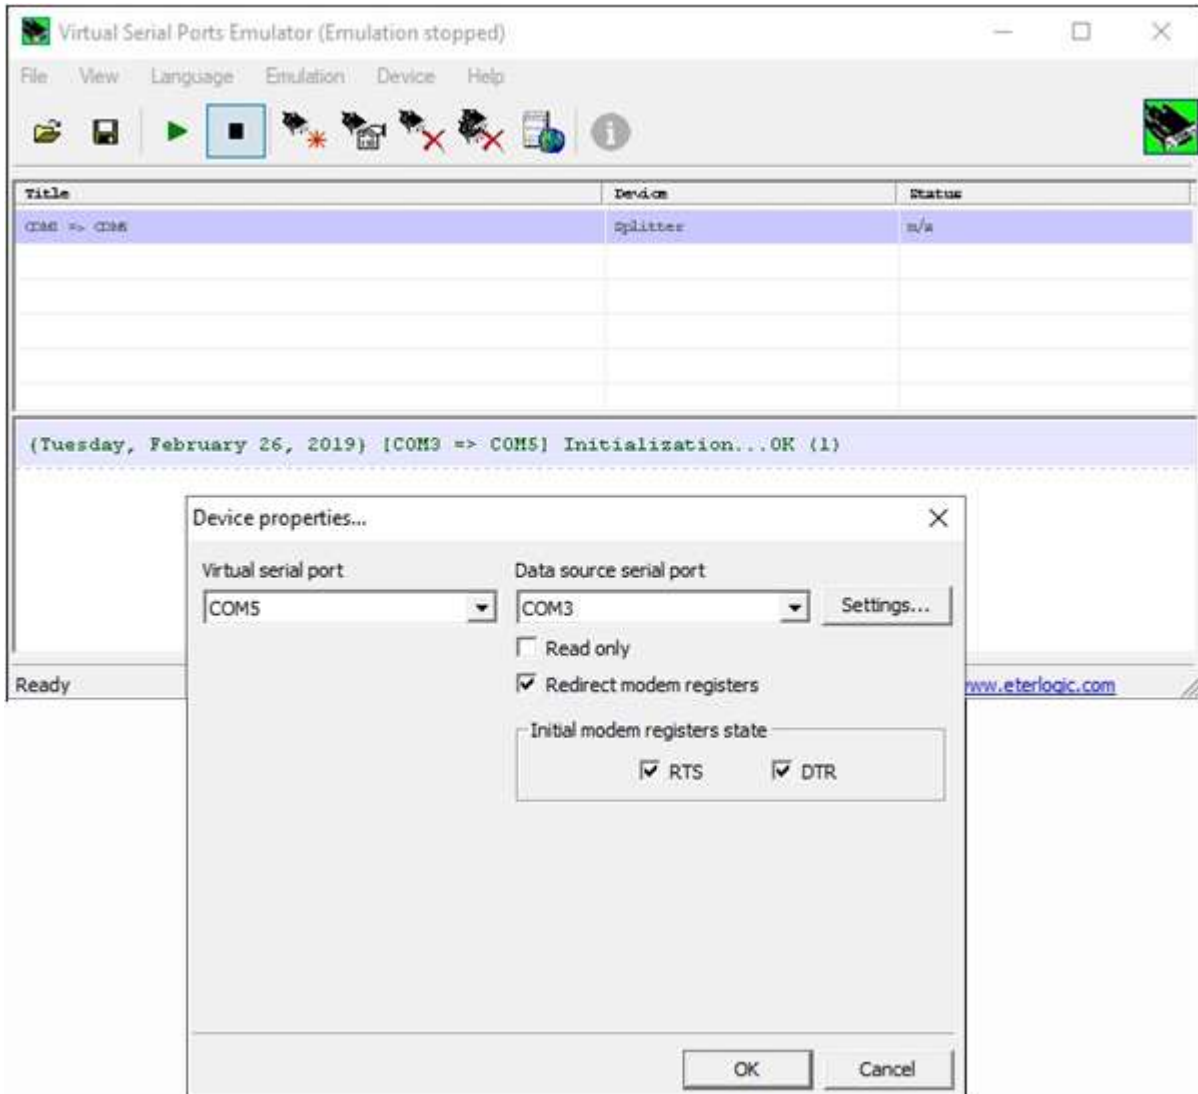 Virtual Serial Ports Emulator (Emulation stopped)
File View Language Emulation Device Help
Title Device Status
=> Splitter n/a
(Tuesday, February 26, 2019) [COM3 => COM5] Initialization...OK (1)
Device properties...
Virtual serial port Data source serial port
COM5 COM3 Settings...
Read only
Redirect modem registers
Ready www.eterlogic.com
Initial modem registers state
RTS DTR
OK Cancel